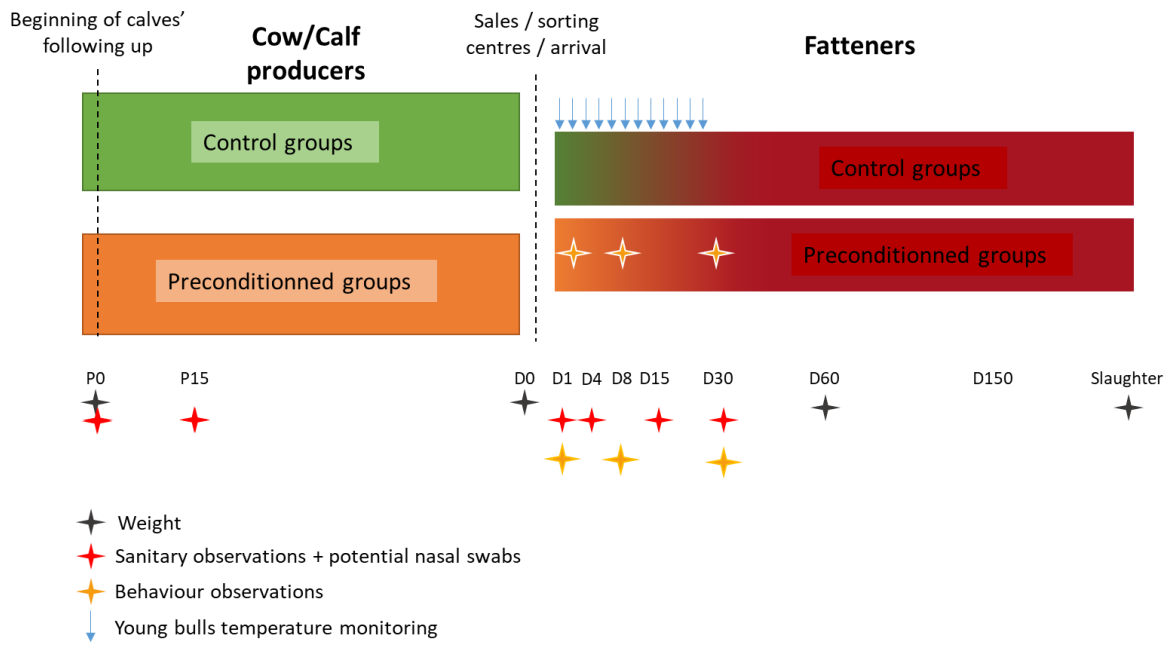 Beginning of calves’
following up
Cow/Calf
producers
Sales / sorting
centres / arrival
Fatteners
Control groups
Control groups
Preconditionned groups
Preconditionned groups
P0
P15
D0
D1
D4
D8
D15
D30
D60
D150
Slaughter
Weight
Sanitary observations + potential nasal swabs
Behaviour observations
Young bulls temperature monitoring